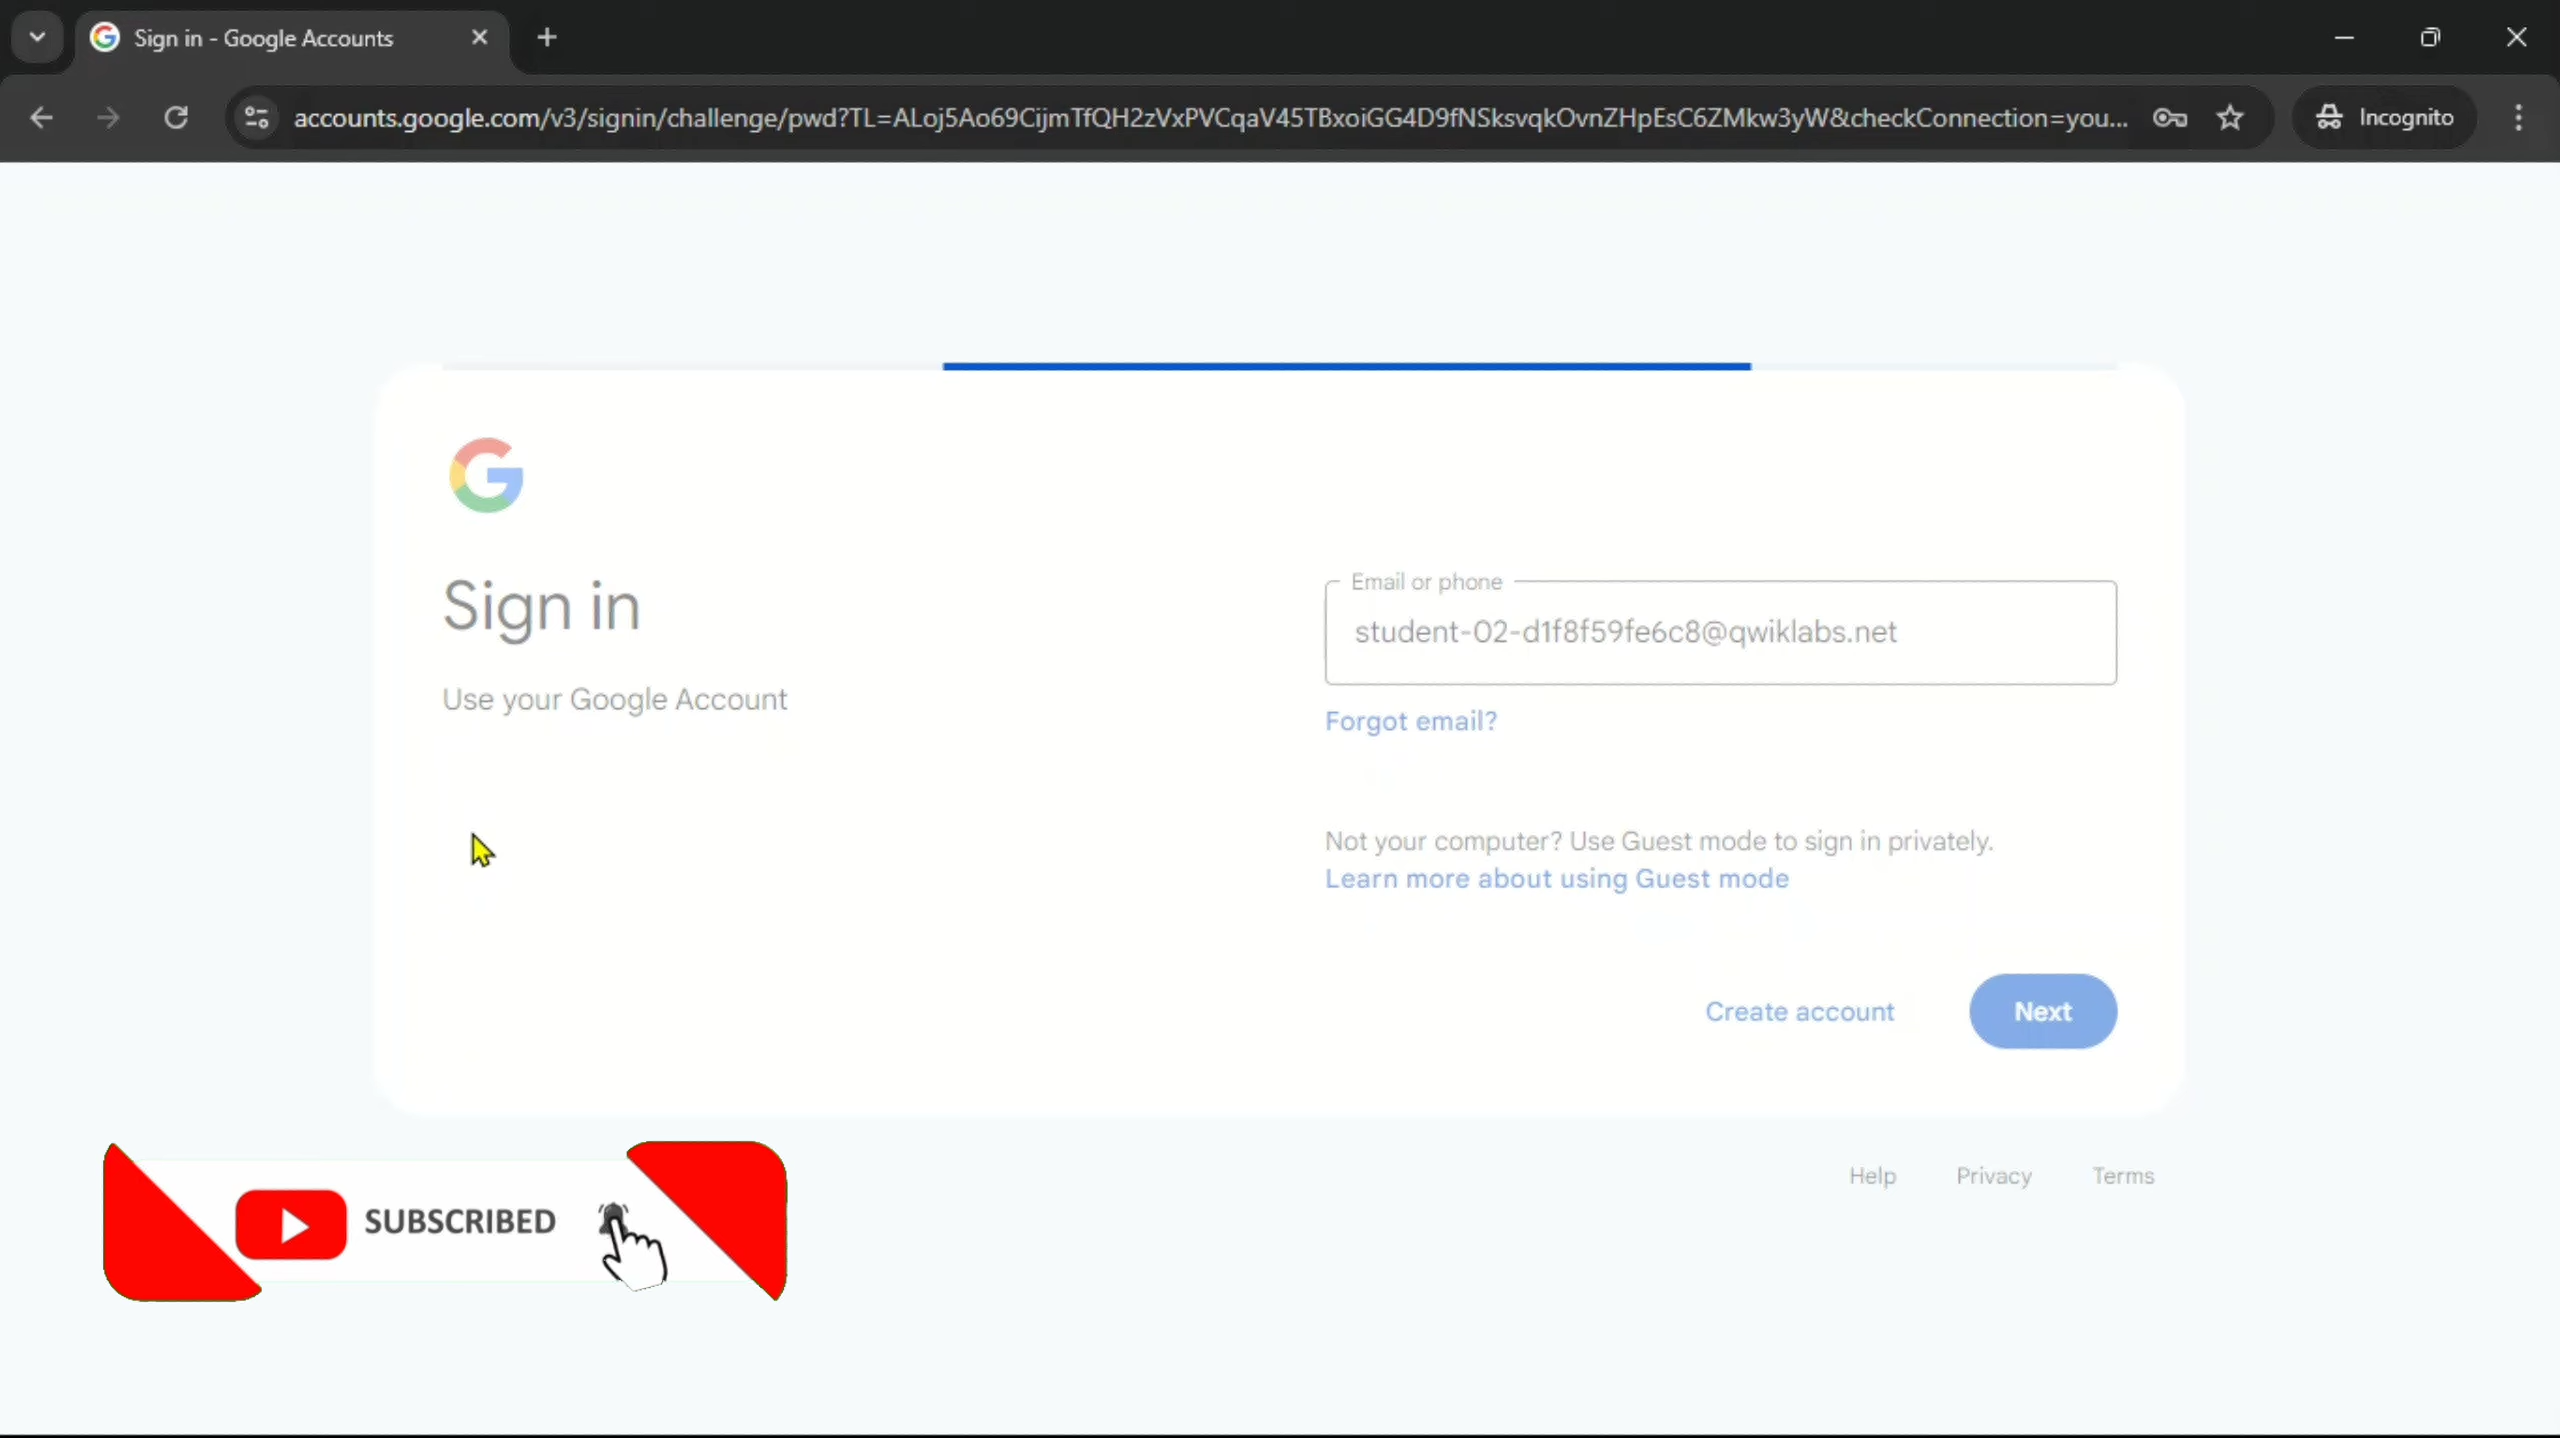 Sign in - Google Accounts
accounts.google.com/v3/signin/challenge/pwd?TL=ALoj5Ao69CijmTfQH2zVxPVCqaV45TBxoiGG4D9fNSksvqkOvnZHpEsC6ZMkw3yW&checkConnection=you...
Incognito
Sign in
Use your Google Account
Email or phone
student-02-d1f8f59fe6c8@qwiklabs.net
Forgot email?
Not your computer? Use Guest mode to sign in privately.
Learn more about using Guest mode
Create account
Next
Help
Privacy
Terms
SUBSCRIBED